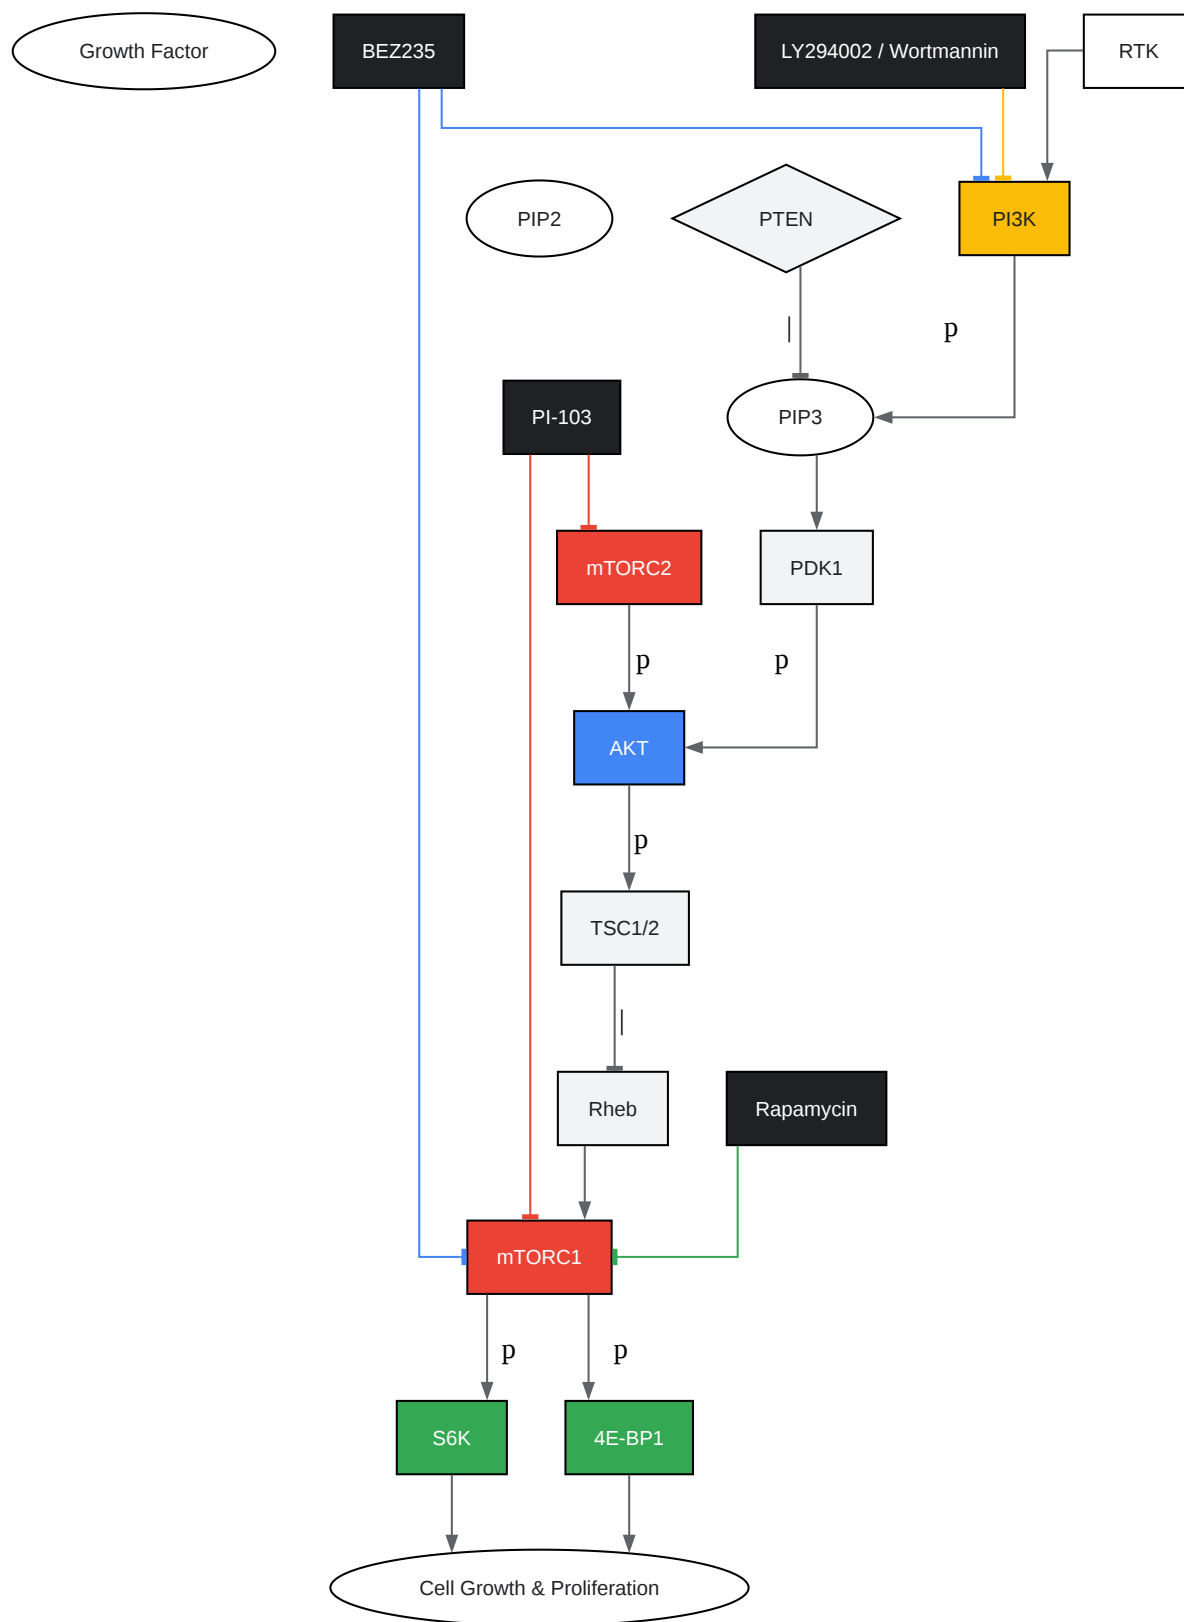 Growth Factor
BEZ235
LY294002 / Wortmannin
RTK
PIP2
PTEN
PI3K
|
p
PI-103
PIP3
mTORC2
PDK1
p
p
AKT
p
TSC1/2
|
Rheb
Rapamycin
mTORC1
p
p
S6K
4E-BP1
Cell Growth & Proliferation